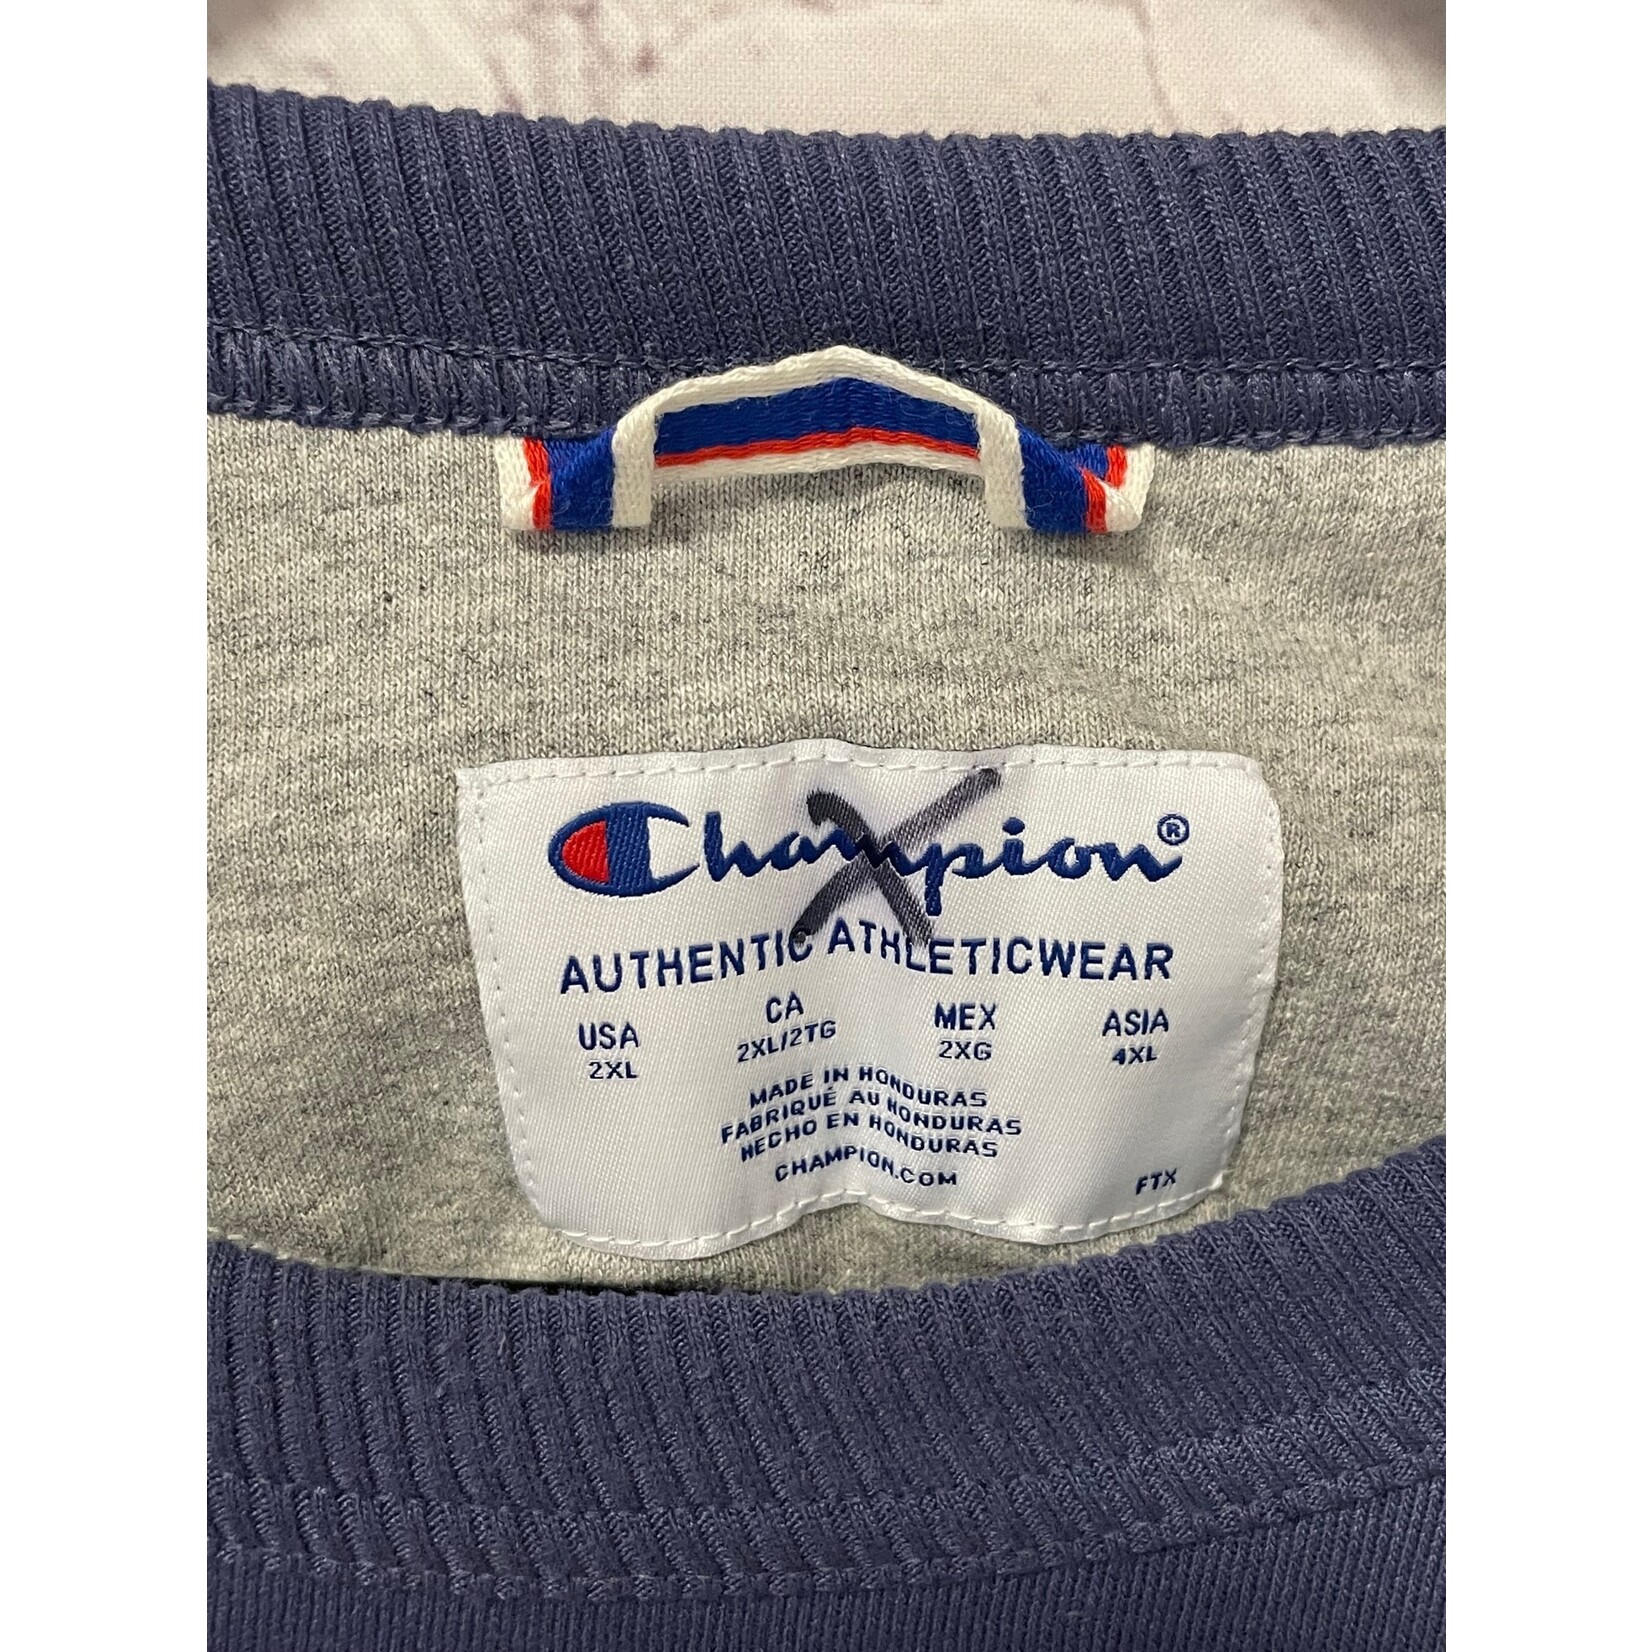 Champion®
AUTHENTIC ATHLETICWEAR
USA CA MEX ASIA
2XL 2XL/2TG 2XG 4XL
MADE IN HONDURAS
FABRIQUÉ AU HONDURAS
HECHO EN HONDURAS
CHAMPION.COM
FTX